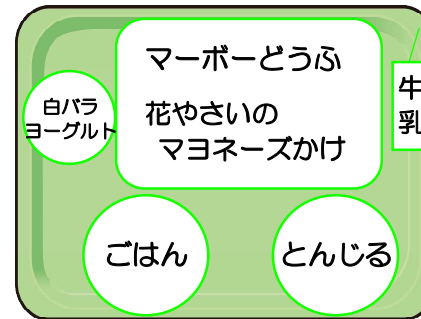 マーボーどうふ
花やさいの
マヨネーズかけ
白バラ
ヨーグルト
牛
乳
ごはん
とんじる